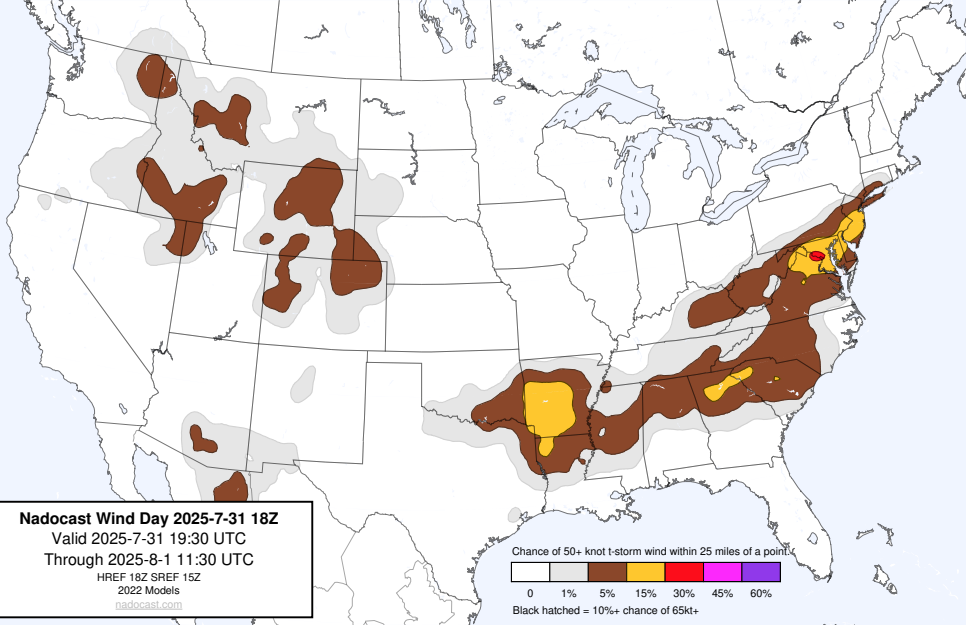 Nadocast Wind Day 2025-7-31 18Z
Valid 2025-7-31 19:30 UTC
Through 2025-8-1 11:30 UTC
HREF 18Z SREF 15Z
2022 Models
nadocast.com
Chance of 50+ knot t-storm wind within 25 miles of a point.
0 1% 5% 15% 30% 45% 60%
Black hatched = 10%+ chance of 65kt+